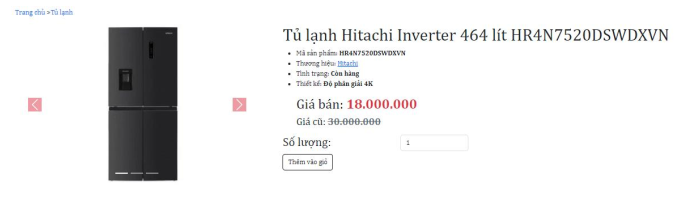 Trang chủ »Tủ lạnh
Tủ lạnh Hitachi Inverter 464 lít HR4N7520DSWDXVN
Mã sản phẩm: HR4N7520DSWDXVN
Thương hiệu: Hitachi
Tình trạng: Còn hàng
Thiết kế: Độ phân giải 4K
Giá bán: 18.000.000
Giá cũ: 30.000.000
Số lượng: 1
Thêm vào giỏ